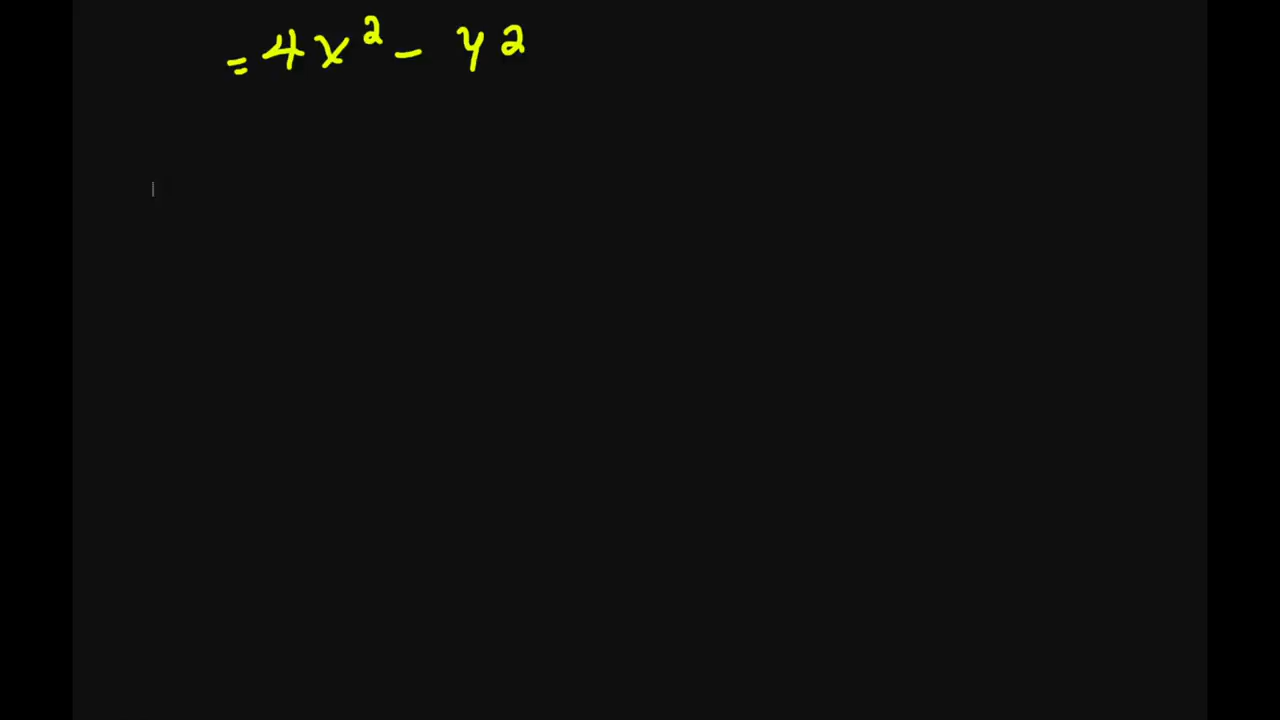 = 4x² - y2